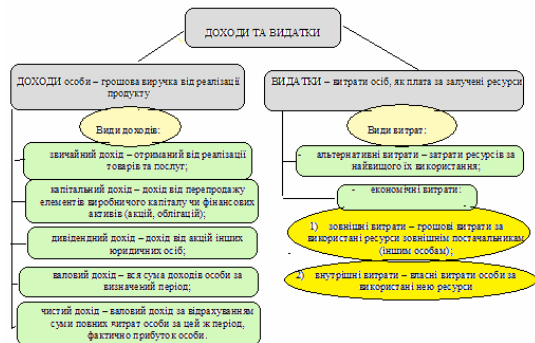 ДОХОДИ ТА ВИДАТКИ
ДОХОДИ особи – грошова виручка від реалізації
продукту
Види доходів:
звичайний дохід – отриманий від реалізації
товарів та послуг;
капітальний дохід – дохід від перепродажу
елементів виробничого капіталу чи фінансових
активів (акцій, облігацій);
дивідендний дохід – дохід від акцій інших
юридичних осіб;
валовий дохід – вся сума доходів особи за
визначений період;
чистий дохід – валовий дохід за відрахуванням
суми повних витрат особи за цей ж період,
фактично прибуток особи.
ВИДАТКИ – витрати осіб, як плата за залучені ресурси
Види витрат:
- альтернативні витрати – затрати ресурсів за
найвищого їх використання;
- економічні витрати:
1) зовнішні витрати – грошові витрати за
використані ресурси зовнішнім постачальникам
(іншим особам);
2) внутрішні витрати – власні витрати особи за
використані нею ресурси